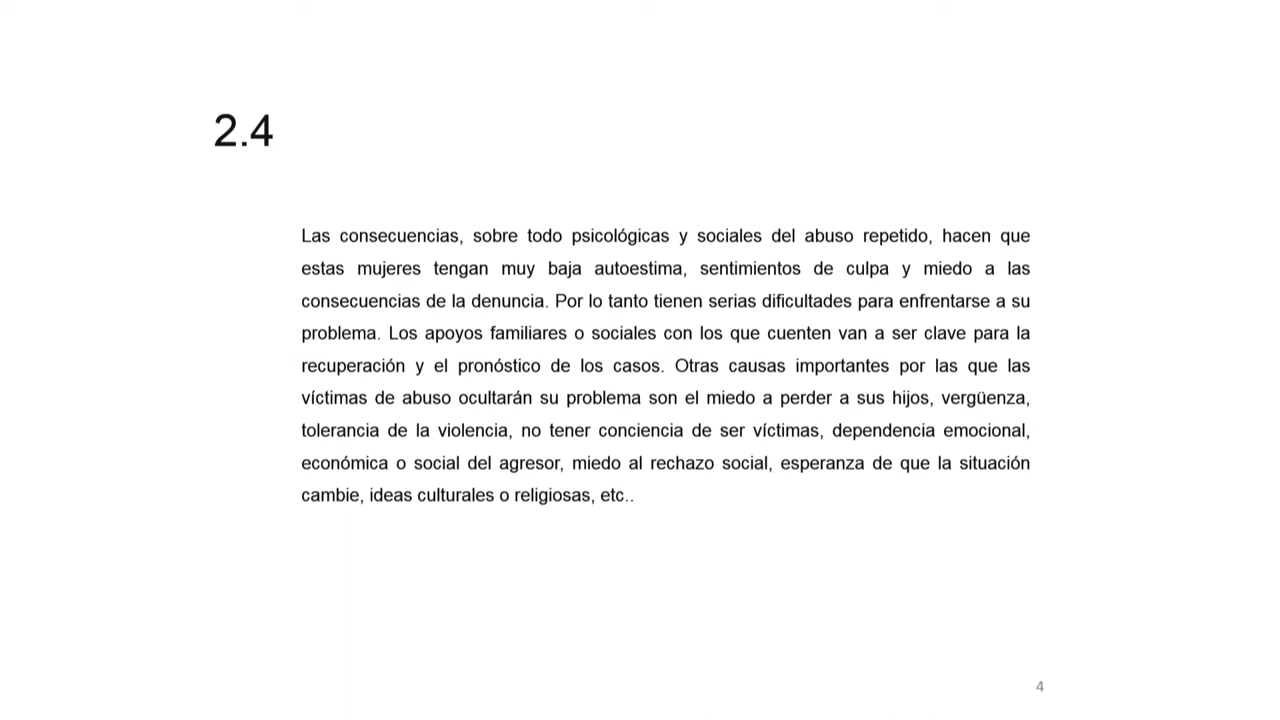 2.4
Las consecuencias, sobre todo psicológicas y sociales del abuso repetido, hacen que
estas mujeres tengan muy baja autoestima, sentimientos de culpa y miedo a las
consecuencias de la denuncia. Por lo tanto tienen serias dificultades para enfrentarse a su
problema. Los apoyos familiares o sociales con los que cuenten van a ser clave para la
recuperación y el pronóstico de los casos. Otras causas importantes por las que las
víctimas de abuso ocultarán su problema son el miedo a perder a sus hijos, vergüenza,
tolerancia de la violencia, no tener conciencia de ser víctimas, dependencia emocional,
económica o social del agresor, miedo al rechazo social, esperanza de que la situación
cambie, ideas culturales o religiosas, etc..
4